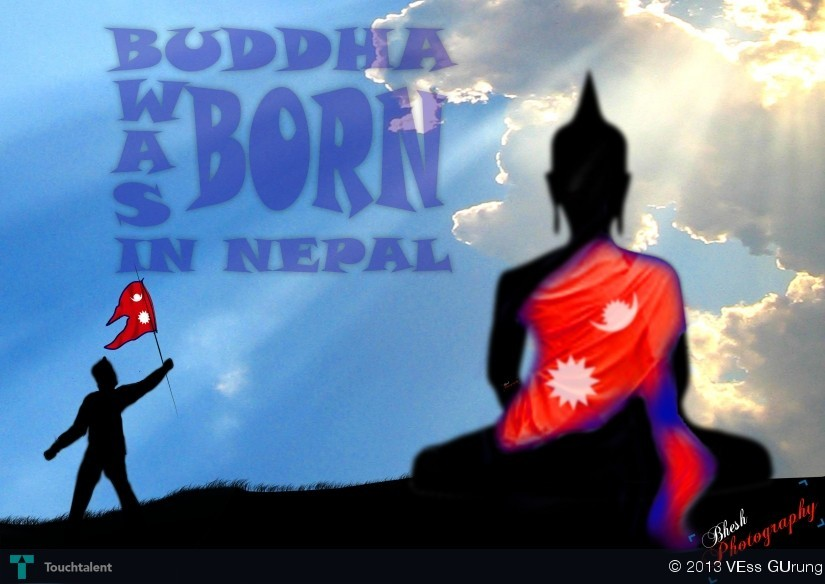 BUDDHA
WAS
BORN
IN NEPAL
Bhesh
Photography
Touchtalent
© 2013 VEss GUrung